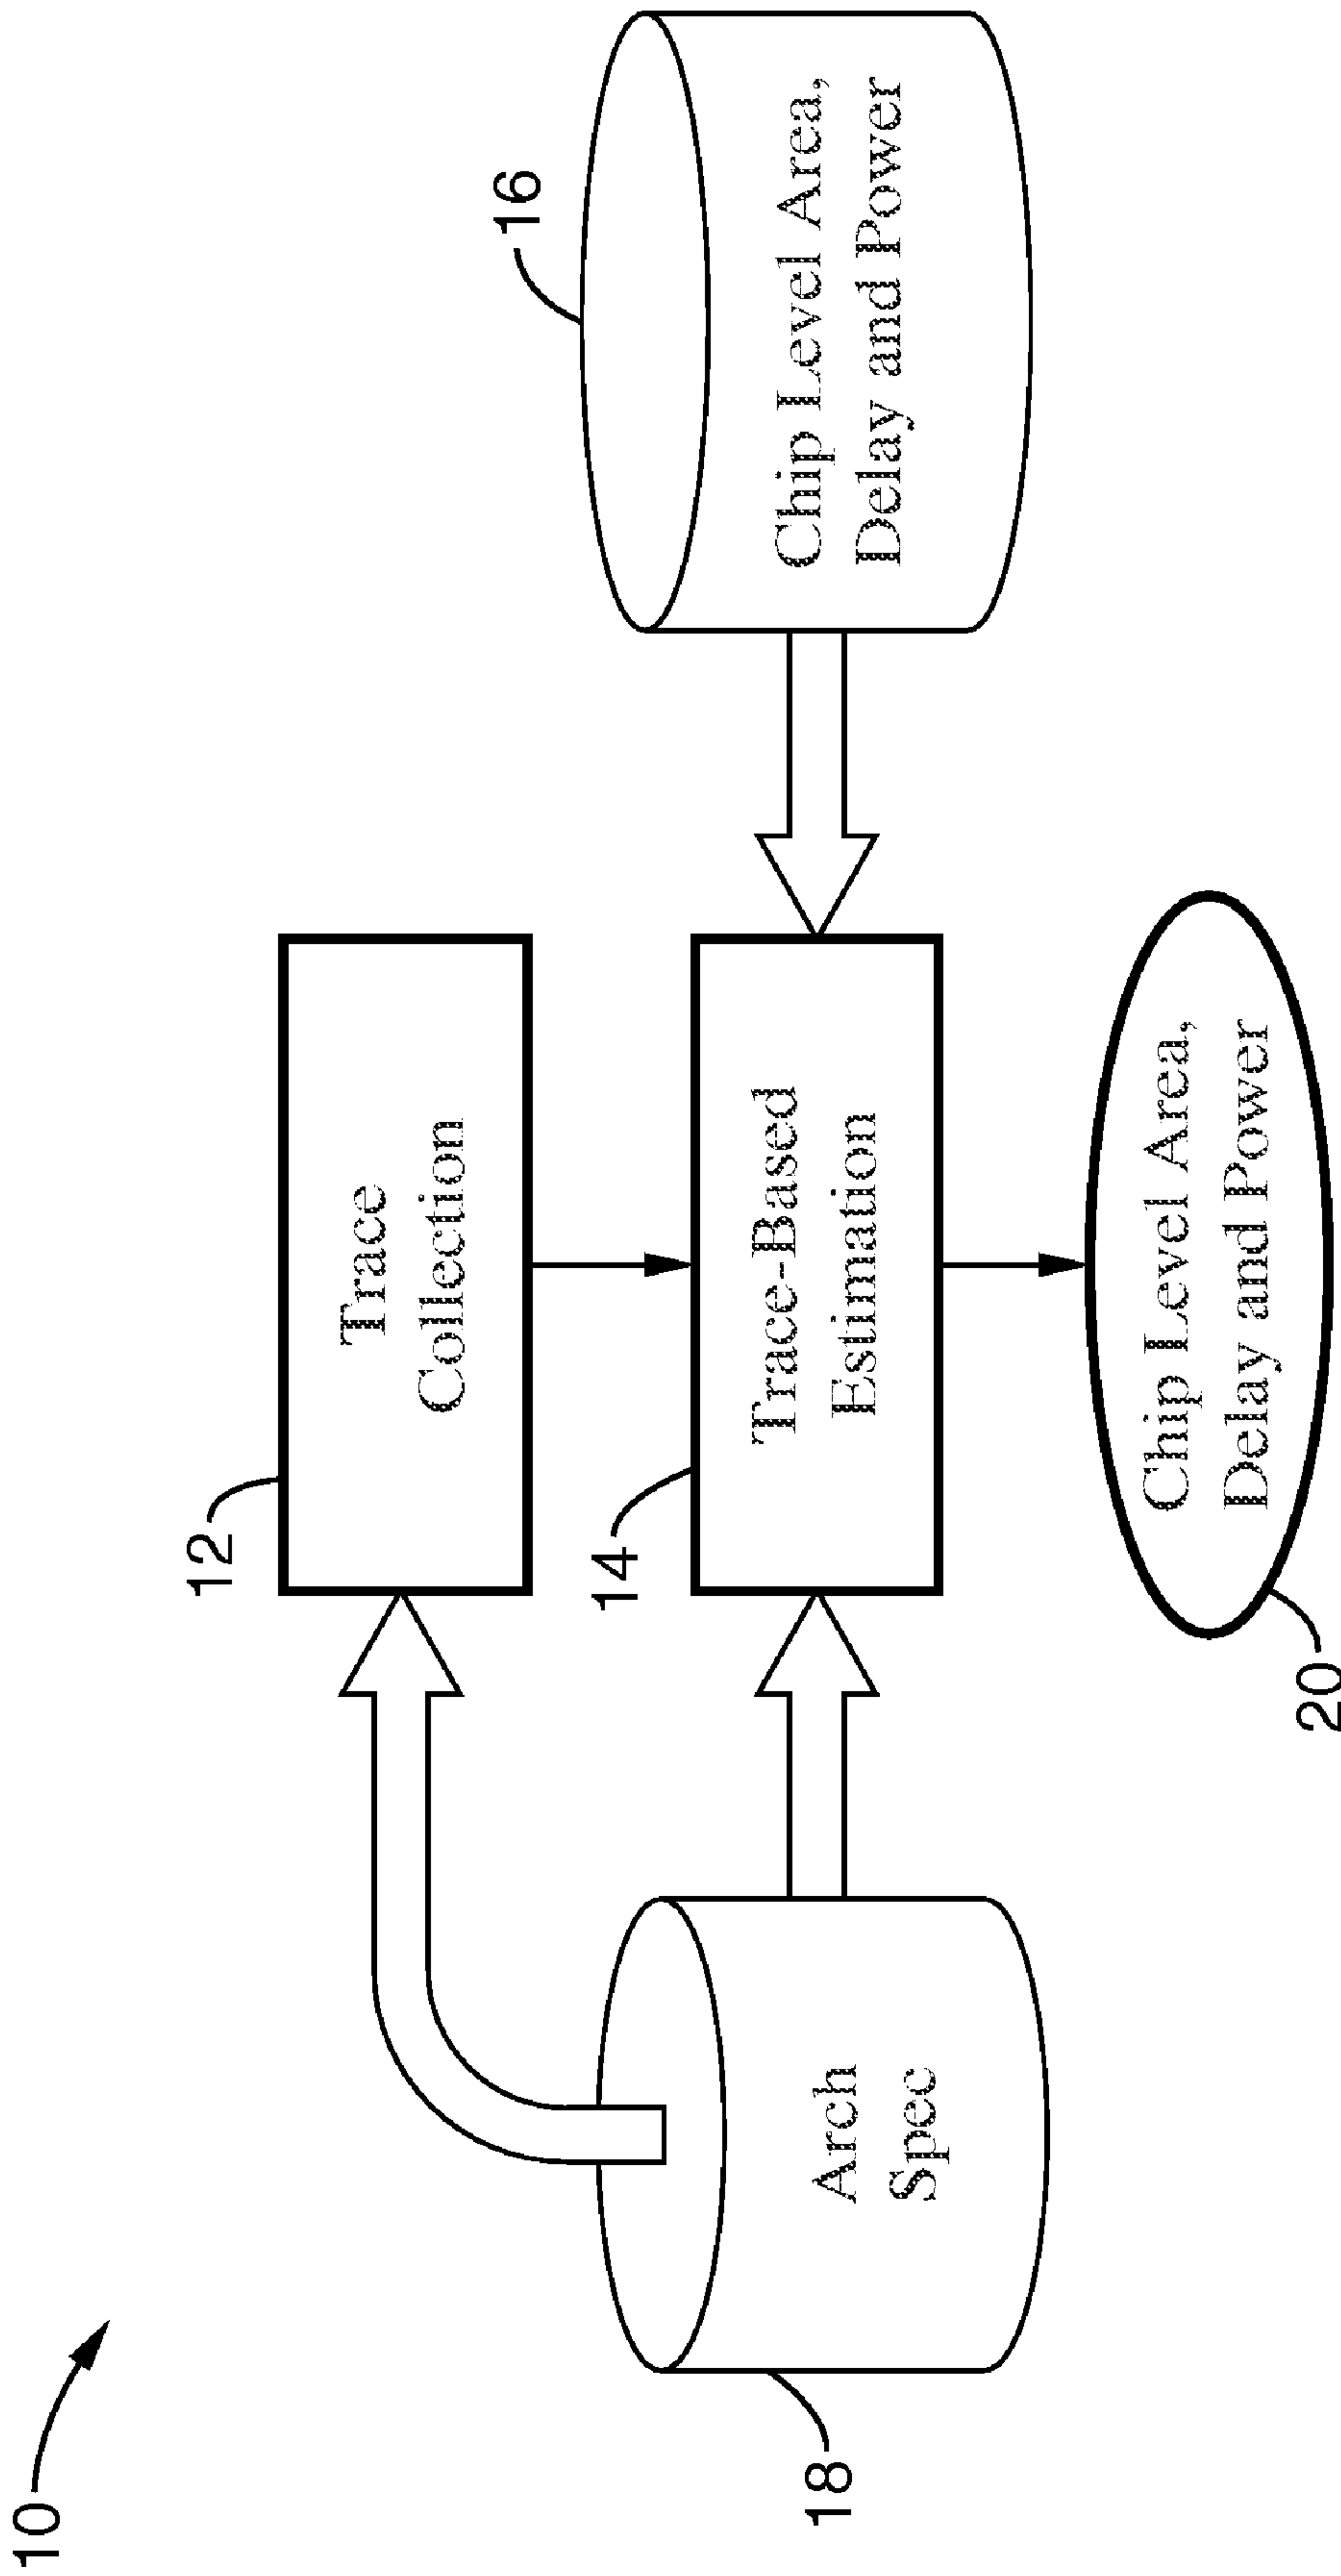 10
12
Trace
Collection
14
Trace-Based
Estimation
16
Chip Level Area,
Delay and Power
18
Arch
Spec
20
Chip Level Area,
Delay and Power